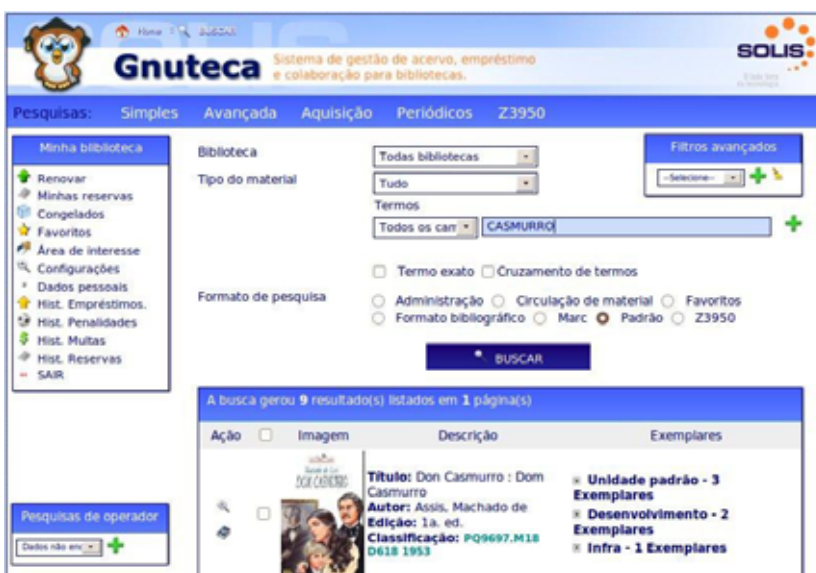 Home
BUSCAR
Gnuteca
Sistema de gestão de acervo, empréstimo
e colaboração para bibliotecas.
SOLIS
Pesquisas: Simples Avançada Aquisição Periódicos Z3950
Minha biblioteca
Renovar
Minhas reservas
Congelados
Favoritos
Área de interesse
Configurações
Dados pessoais
Hist. Empréstimos.
Hist. Penalidades
Hist. Multas
Hist. Reservas
SAIR
Pesquisas de operador
Dados não enc
Biblioteca Todas bibliotecas
Tipo do material Tudo
Termos
Todos os cam CASMURRO
Termo exato Cruzamento de termos
Formato de pesquisa Administração Circulação de material Favoritos
Formato bibliográfico Marc Padrão Z3950
BUSCAR
Filtros avançados
--Selecione--
A busca gerou 9 resultado(s) listados em 1 página(s)
Ação Imagem Descrição Exemplares
DOM CASMURRO
Título: Don Casmurro : Dom
Casmurro
Autor: Assis, Machado de
Edição: 1a. ed.
Classificação: PQ9697.M18
D618 1953
Unidade padrão - 3
Exemplares
Desenvolvimento - 2
Exemplares
Infra - 1 Exemplares